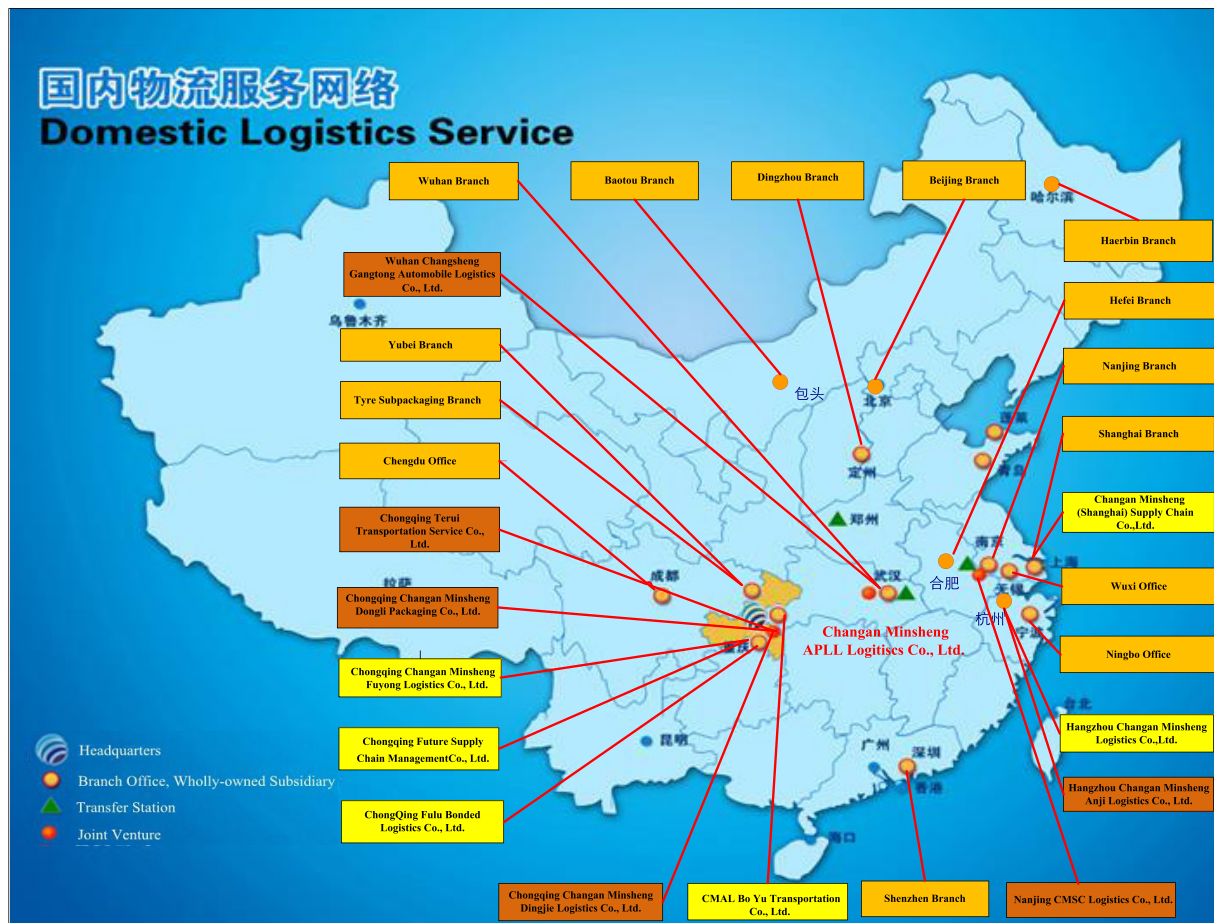 国内物流服务网络
Domestic Logistics Service
Wuhan Branch
Baotou Branch
Dingzhou Branch
Beijing Branch
哈尔滨
Haerbin Branch
Wuhan Changsheng
Gangtong Automobile Logistics
Co., Ltd.
Hefei Branch
乌鲁木齐
Yubei Branch
Nanjing Branch
Tyre Subpackaging Branch
包头
北京
蓬莱
Shanghai Branch
Chengdu Office
定州
青岛
Changan Minsheng
(Shanghai) Supply Chain
Co.,Ltd.
Chongqing Terui
Transportation Service Co.,
Ltd.
郑州
南京
上海
成都
武汉
合肥
无锡
Wuxi Office
拉萨
Chongqing Changan Minsheng
Dongli Packaging Co., Ltd.
杭州
宁波
重庆
Changan Minsheng
APLL Logitiscs Co., Ltd.
Ningbo Office
Chongqing Changan Minsheng
Fuyong Logistics Co., Ltd.
台北
Hangzhou Changan Minsheng
Logistics Co.,Ltd.
Chongqing Future Supply
Chain ManagementCo., Ltd.
昆明
广州
深圳
香港
Headquarters
Branch Office, Wholly-owned Subsidiary
Transfer Station
Joint Venture
Hangzhou Changan Minsheng
Anji Logistics Co., Ltd.
ChongQing Fulu Bonded
Logistics Co., Ltd.
海口
Chongqing Changan Minsheng
Dingjie Logistics Co., Ltd.
CMAL Bo Yu Transportation
Co., Ltd.
Shenzhen Branch
Nanjing CMSC Logistics Co., Ltd.